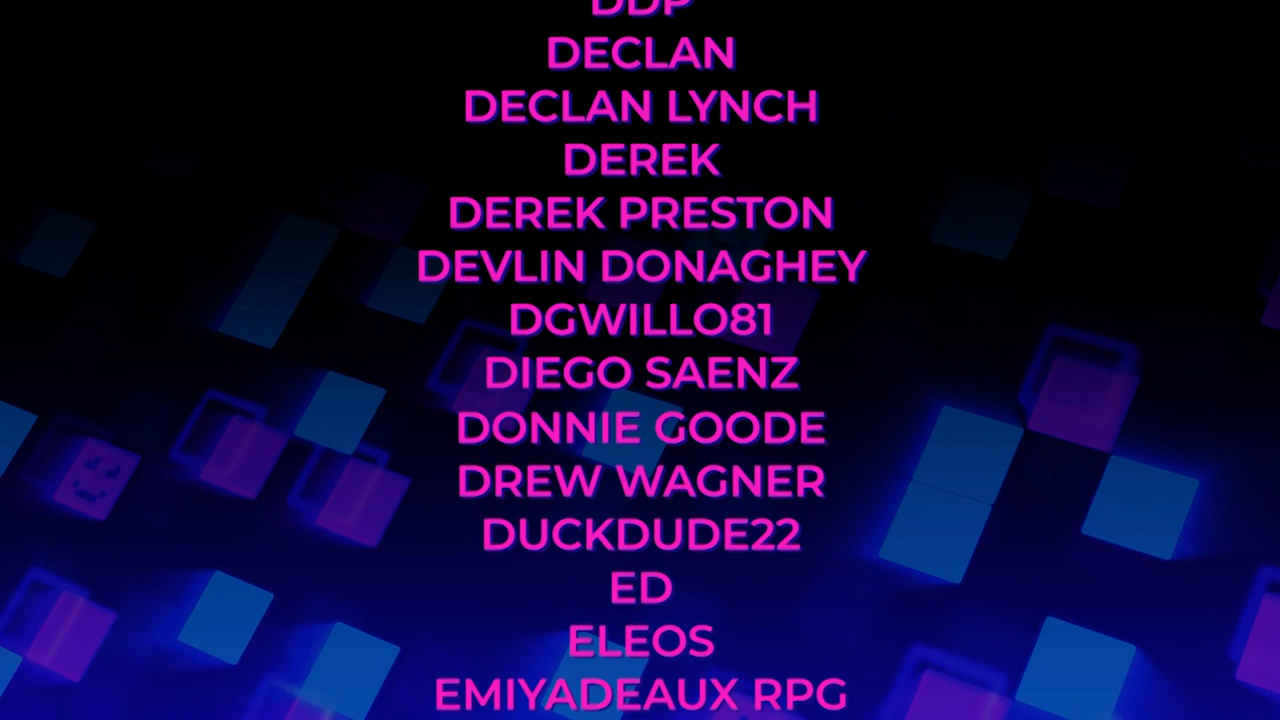 DDP
DECLAN
DECLAN LYNCH
DEREK
DEREK PRESTON
DEVLIN DONAGHEY
DGWILLO81
DIEGO SAENZ
DONNIE GOODE
DREW WAGNER
DUCKDUDE22
ED
ELEOS
EMIYADEAUX RPG